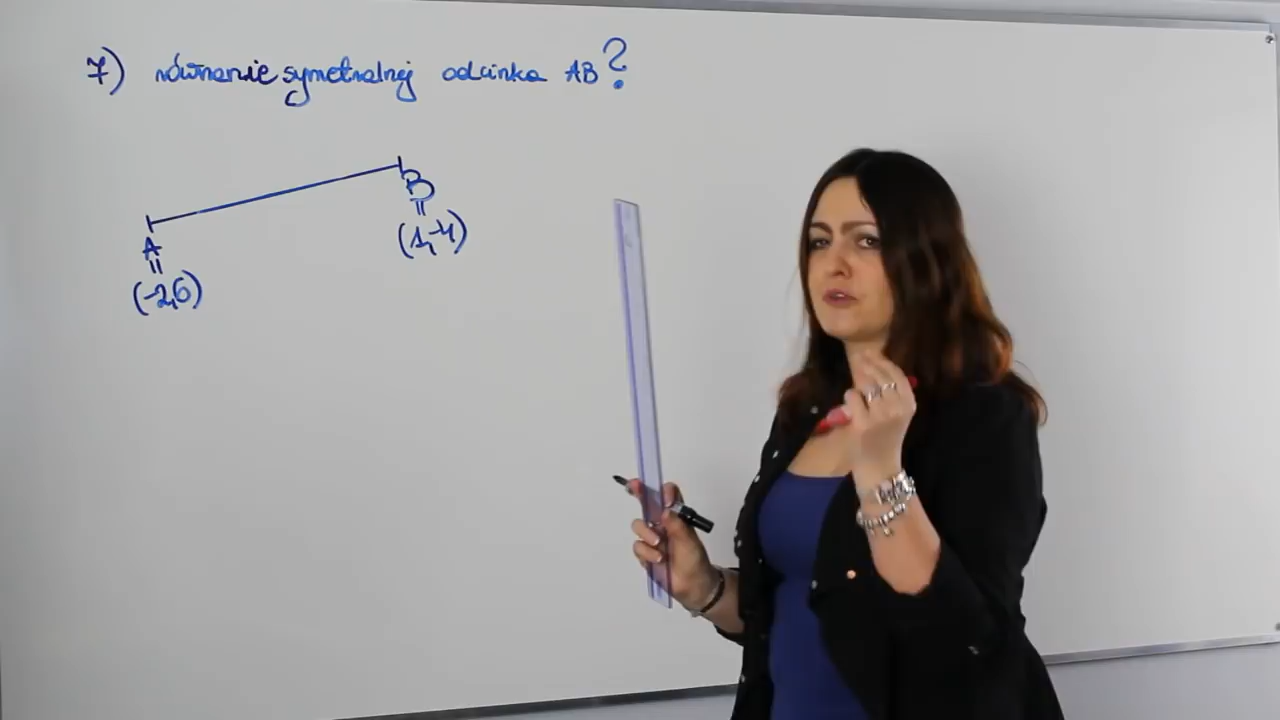 7) równanie symetralnej odcinka AB?
A
B
=
(1,-4)
=
(-2,6)